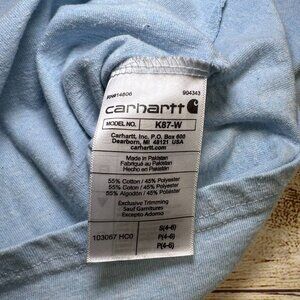 RN#14806 904343
carhartt
MODEL NO. K87-W
Carhartt, Inc. P.O. Box 600
Dearborn, MI 48121 USA
carhartt.com
Made in Pakistan
Fabriqué au Pakistan
Hecho en Pakistán
55% Cotton / 45% Polyester
55% Coton / 45% Polyester
55% Algodón / 45% Poliéster
Exclusive Trimming
Sauf Garnitures
Excepto Adorno
103067 HC0
S(4-6)
P(4-6)
P(4-6)